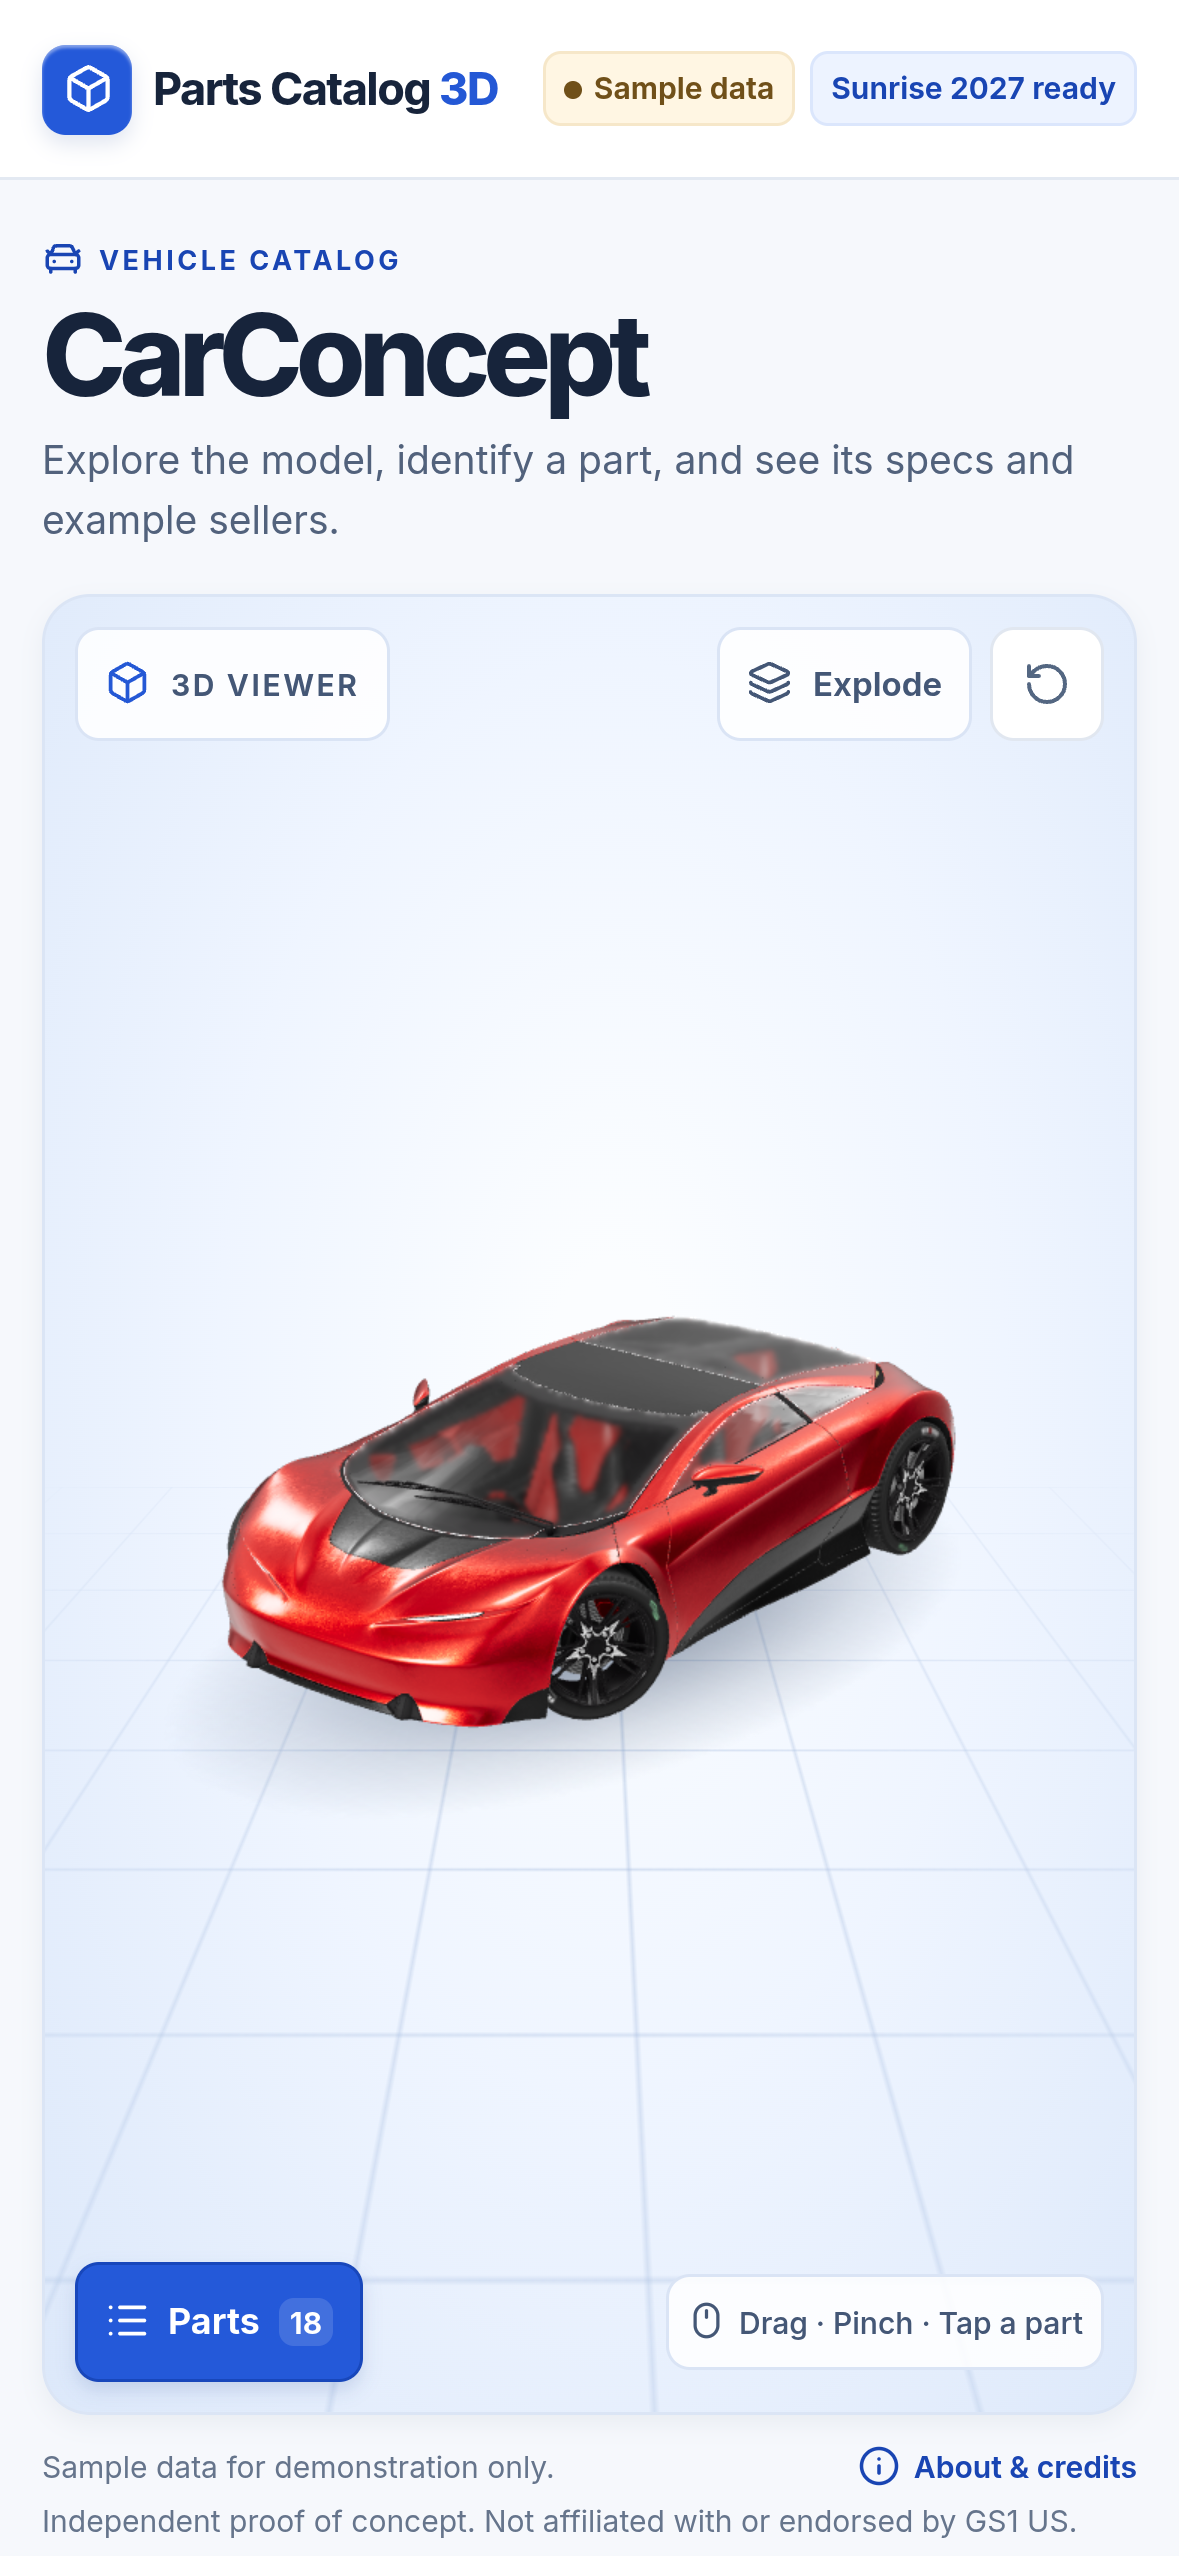 Parts Catalog 3D
Sample data
Sunrise 2027 ready
VEHICLE CATALOG
CarConcept
Explore the model, identify a part, and see its specs and
example sellers.
3D VIEWER
Explode
Parts 18
Drag · Pinch · Tap a part
Sample data for demonstration only.
About & credits
Independent proof of concept. Not affiliated with or endorsed by GS1 US.